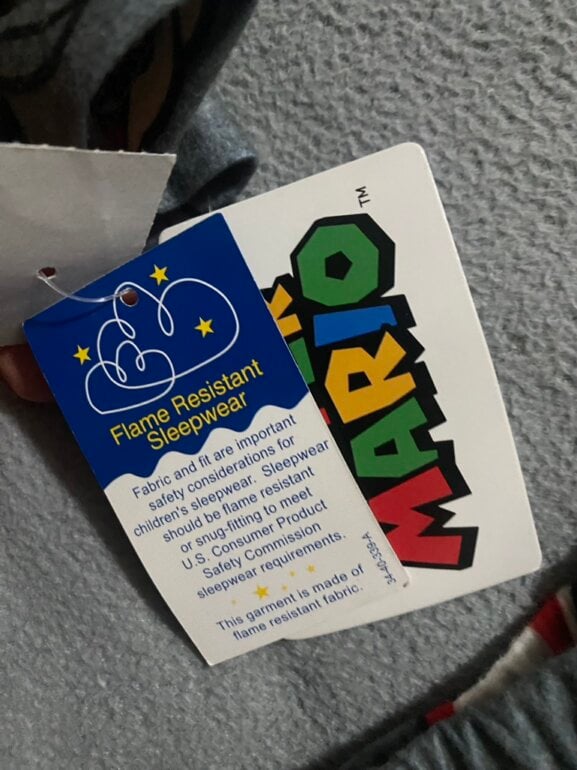 Flame Resistant
Sleepwear
Fabric and fit are important
safety considerations for
children's sleepwear. Sleepwear
should be flame resistant
or snug-fitting to meet
U.S. Consumer Product
Safety Commission
sleepwear requirements.
This garment is made of
flame resistant fabric.
34-40-339-A
MARIO
TM